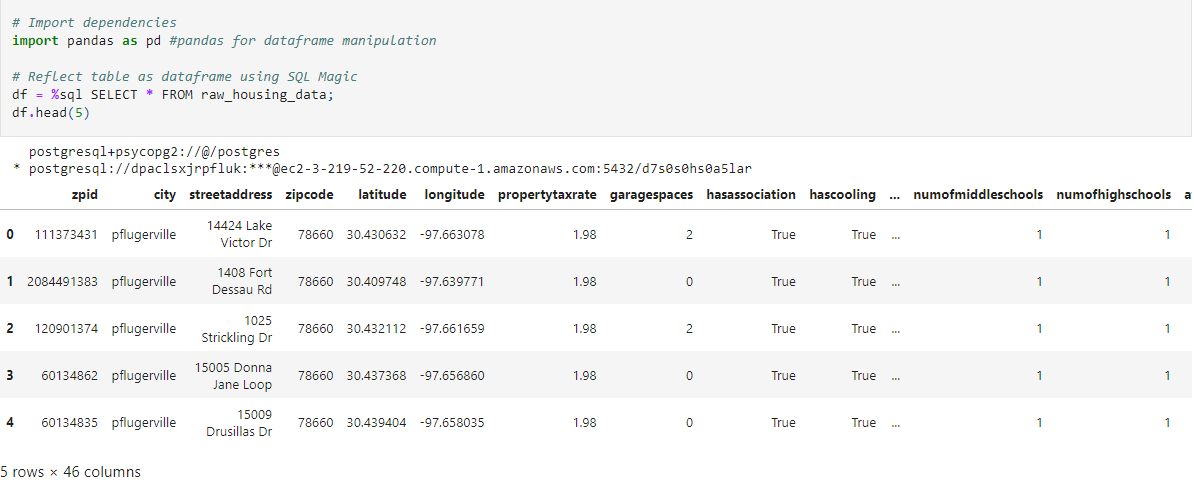 # Import dependencies
import pandas as pd #pandas for dataframe manipulation
# Reflect table as dataframe using SQL Magic
df = %sql SELECT * FROM raw_housing_data;
df.head(5)
postgresql+psycopg2://@/postgres
* postgresql://dpaclsxjrpfluk:***@ec2-3-219-52-220.compute-1.amazonaws.com:5432/d7s0s0hs0a5lar
zpid city streetaddress zipcode latitude longitude propertytaxrate garagespaces hasassociation hascooling ... numofmiddleschools numofhighschools
0 111373431 pflugerville 14424 Lake Victor Dr 78660 30.430632 -97.663078 1.98 2 True True ... 1 1
1 2084491383 pflugerville 1408 Fort Dessau Rd 78660 30.409748 -97.639771 1.98 0 True True ... 1 1
2 120901374 pflugerville 1025 Strickling Dr 78660 30.432112 -97.661659 1.98 2 True True ... 1 1
3 60134862 pflugerville 15005 Donna Jane Loop 78660 30.437368 -97.656860 1.98 0 True True ... 1 1
4 60134835 pflugerville 15009 Drusillas Dr 78660 30.439404 -97.658035 1.98 0 True True ... 1 1
5 rows × 46 columns